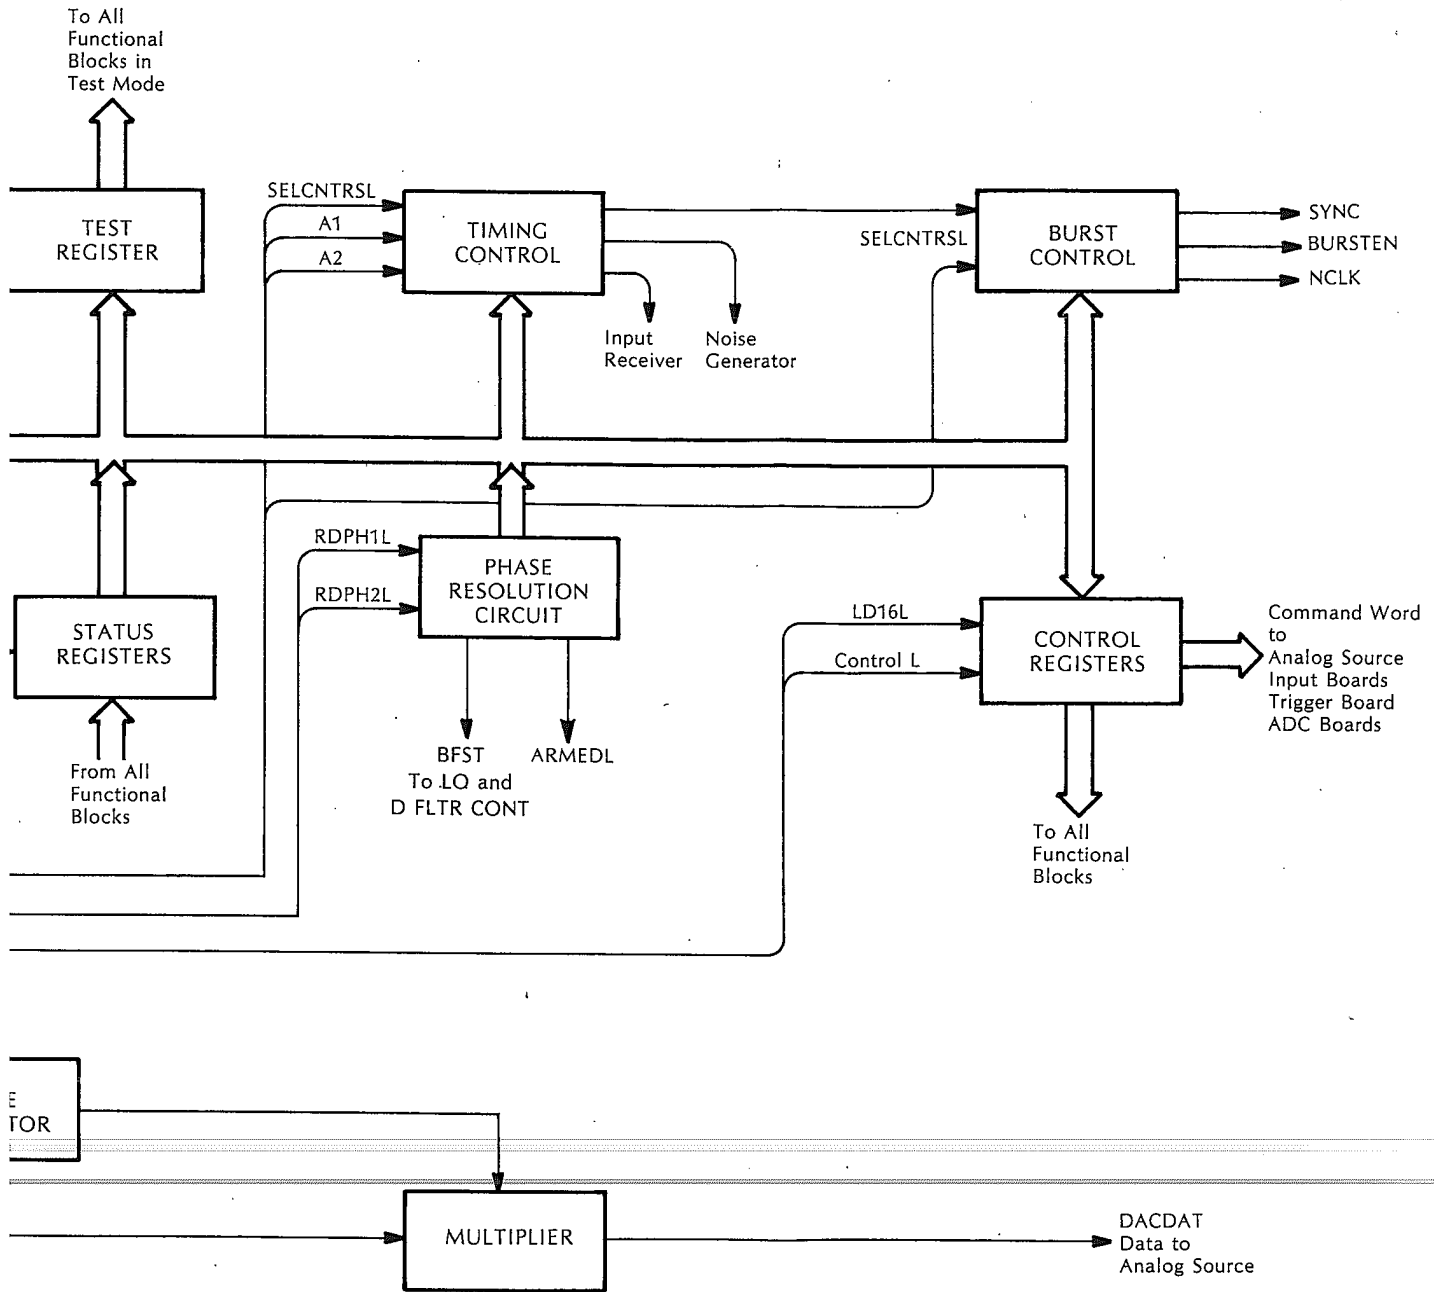 To All
Functional
Blocks in
Test Mode
TEST
REGISTER
SELCNTRSL
A1
A2
TIMING
CONTROL
Input
Receiver
Noise
Generator
SELCNTRSL
BURST
CONTROL
SYNC
BURSTEN
NCLK
RDPH1L
RDPH2L
PHASE
RESOLUTION
CIRCUIT
BFST
To LO and
D FLTR CONT
ARMEDL
STATUS
REGISTERS
From All
Functional
Blocks
LD16L
Control L
CONTROL
REGISTERS
Command Word
to
Analog Source
Input Boards
Trigger Board
ADC Boards
To All
Functional
Blocks
E
TOR
MULTIPLIER
DACDAT
Data to
Analog Source